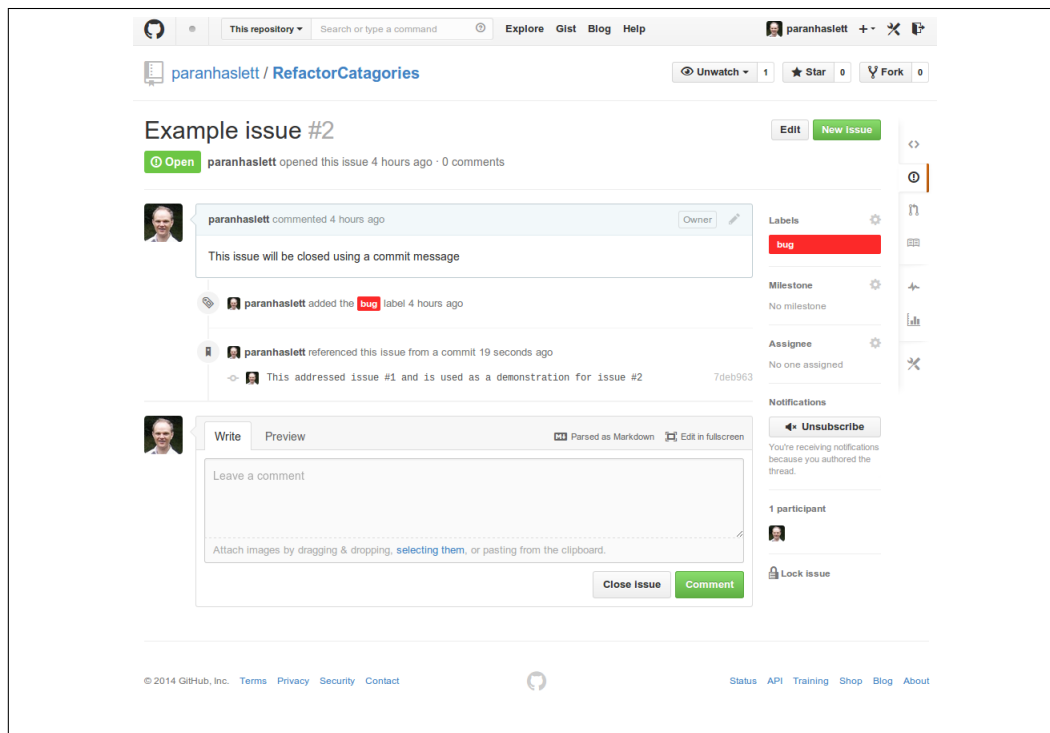 This repository Search or type a command Explore Gist Blog Help paranhaslett
paranhaslett / RefactorCatagories Unwatch 1 Star 0 Fork 0
Example issue #2 Edit New Issue
Open paranhaslett opened this issue 4 hours ago · 0 comments
paranhaslett commented 4 hours ago Owner
This issue will be closed using a commit message
paranhaslett added the bug label 4 hours ago
paranhaslett referenced this issue from a commit 19 seconds ago
This addressed issue #1 and is used as a demonstration for issue #2 7deb963
Labels
bug
Milestone
No milestone
Assignee
No one assigned
Notifications
Unsubscribe
You're receiving notifications
because you authored the
thread.
1 participant
Lock issue
Write Preview Parsed as Markdown Edit in fullscreen
Leave a comment
Attach images by dragging & dropping, selecting them, or pasting from the clipboard.
Close Issue Comment
© 2014 GitHub, Inc. Terms Privacy Security Contact Status API Training Shop Blog About